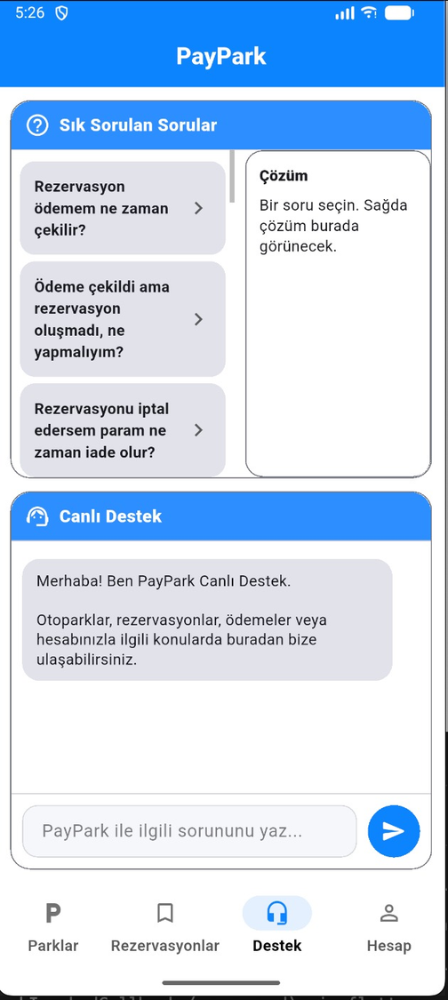 5:26
PayPark
Sık Sorulan Sorular
Rezervasyon
ödemem ne zaman
çekilir?
Ödeme çekildi ama
rezervasyon
oluşmadı, ne
yapmalıyım?
Rezervasyonu iptal
edersem param ne
zaman iade olur?
Çözüm
Bir soru seçin. Sağda
çözüm burada
görünecek.
Canlı Destek
Merhaba! Ben PayPark Canlı Destek.
Otoparklar, rezervasyonlar, ödemeler veya
hesabınızla ilgili konularda buradan bize
ulaşabilirsiniz.
PayPark ile ilgili sorununu yaz...
P
Parklar
Rezervasyonlar
Destek
Hesap